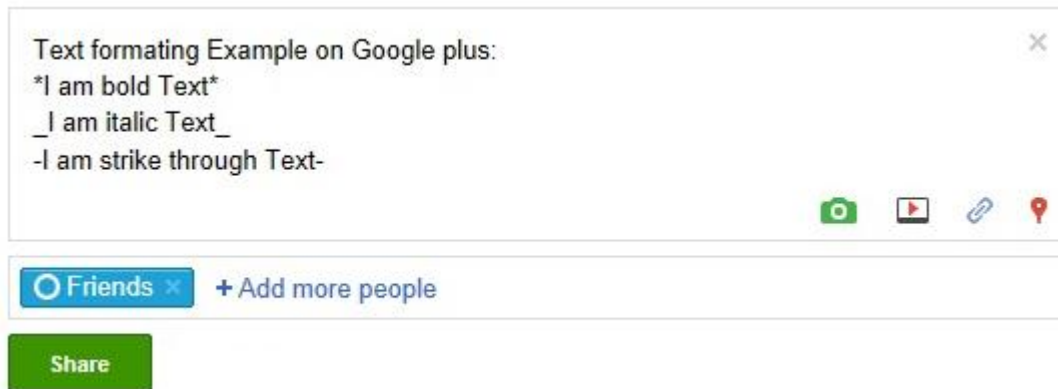 Text formating Example on Google plus:
*I am bold Text*
_I am italic Text_
-I am strike through Text-
Friends × + Add more people
Share